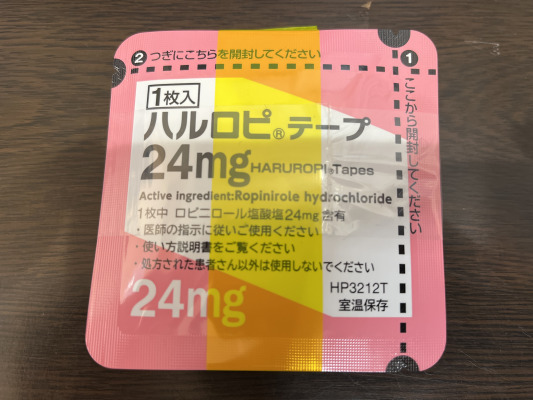 ② つぎにこちらを開封してください
① ここから開封してください
1枚入
ハルロピ®テープ
24mg HARUROPI Tapes
Active ingredient:Ropinirole hydrochloride
1枚中 ロピニロール塩酸塩24mg含有
・医師の指示に従いご使用ください
・使い方説明書をご覧ください
・処方された患者さん以外は使用しないでください
24mg
HP3212T
室温保存